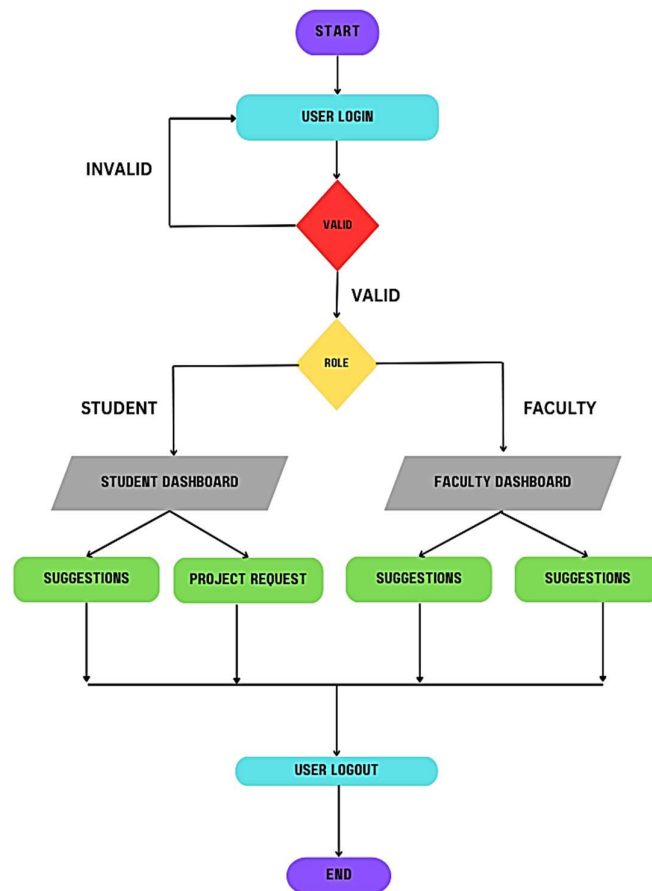 START
USER LOGIN
INVALID
VALID
VALID
ROLE
STUDENT
FACULTY
STUDENT DASHBOARD
FACULTY DASHBOARD
SUGGESTIONS
PROJECT REQUEST
SUGGESTIONS
SUGGESTIONS
USER LOGOUT
END